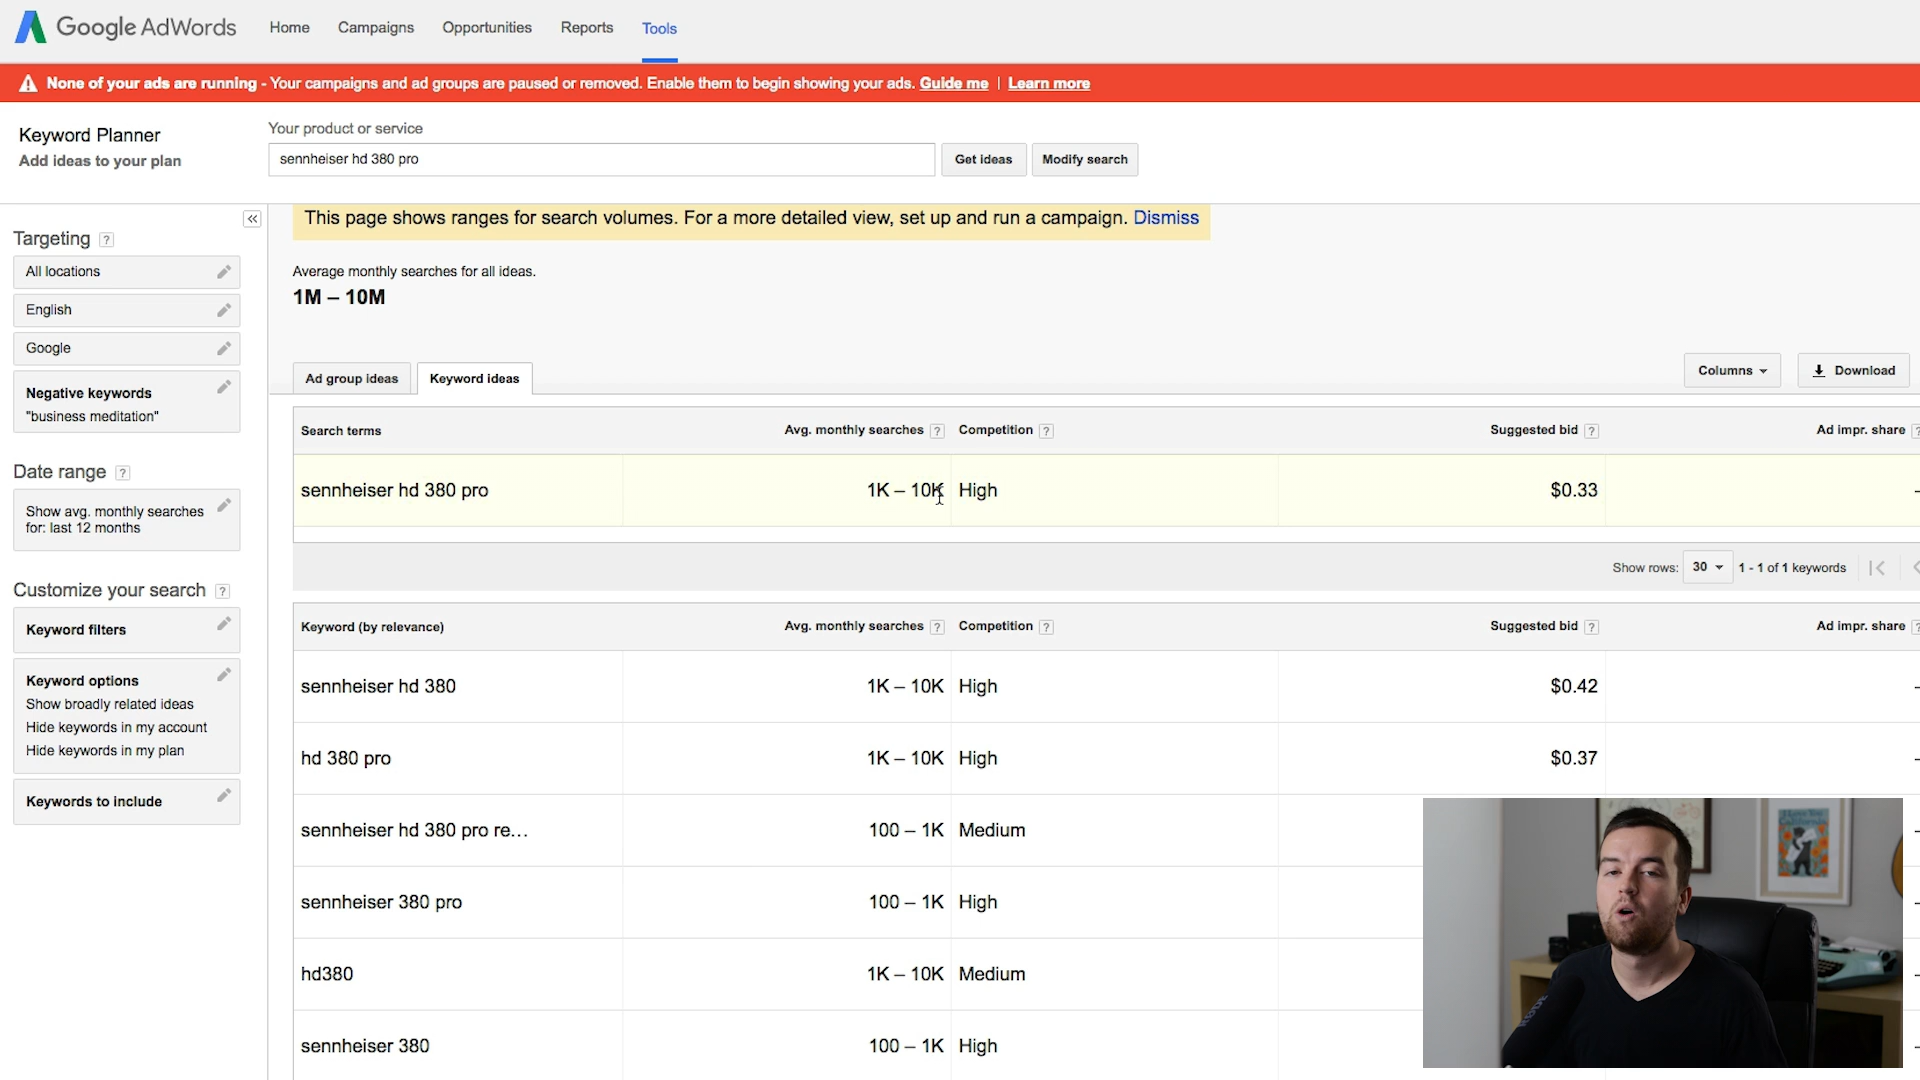 Google AdWords
Home Campaigns Opportunities Reports Tools
None of your ads are running - Your campaigns and ad groups are paused or removed. Enable them to begin showing your ads. Guide me | Learn more
Keyword Planner
Add ideas to your plan
Your product or service
sennheiser hd 380 pro
Get ideas
Modify search
«
Targeting ?
All locations
English
Google
Negative keywords
"business meditation"
Date range ?
Show avg. monthly searches
for: last 12 months
Customize your search ?
Keyword filters
Keyword options
Show broadly related ideas
Hide keywords in my account
Hide keywords in my plan
Keywords to include
This page shows ranges for search volumes. For a more detailed view, set up and run a campaign. Dismiss
Average monthly searches for all ideas.
1M – 10M
Ad group ideas
Keyword ideas
Columns
Download
Search terms Avg. monthly searches ? Competition ? Suggested bid ? Ad impr. share ?
sennheiser hd 380 pro 1K – 10K High $0.33 –
Show rows: 30 1 - 1 of 1 keywords
Keyword (by relevance) Avg. monthly searches ? Competition ? Suggested bid ? Ad impr. share ?
sennheiser hd 380 1K – 10K High $0.42 –
hd 380 pro 1K – 10K High $0.37 –
sennheiser hd 380 pro re... 100 – 1K Medium –
sennheiser 380 pro 100 – 1K High –
hd380 1K – 10K Medium –
sennheiser 380 100 – 1K High –
I Love You
California